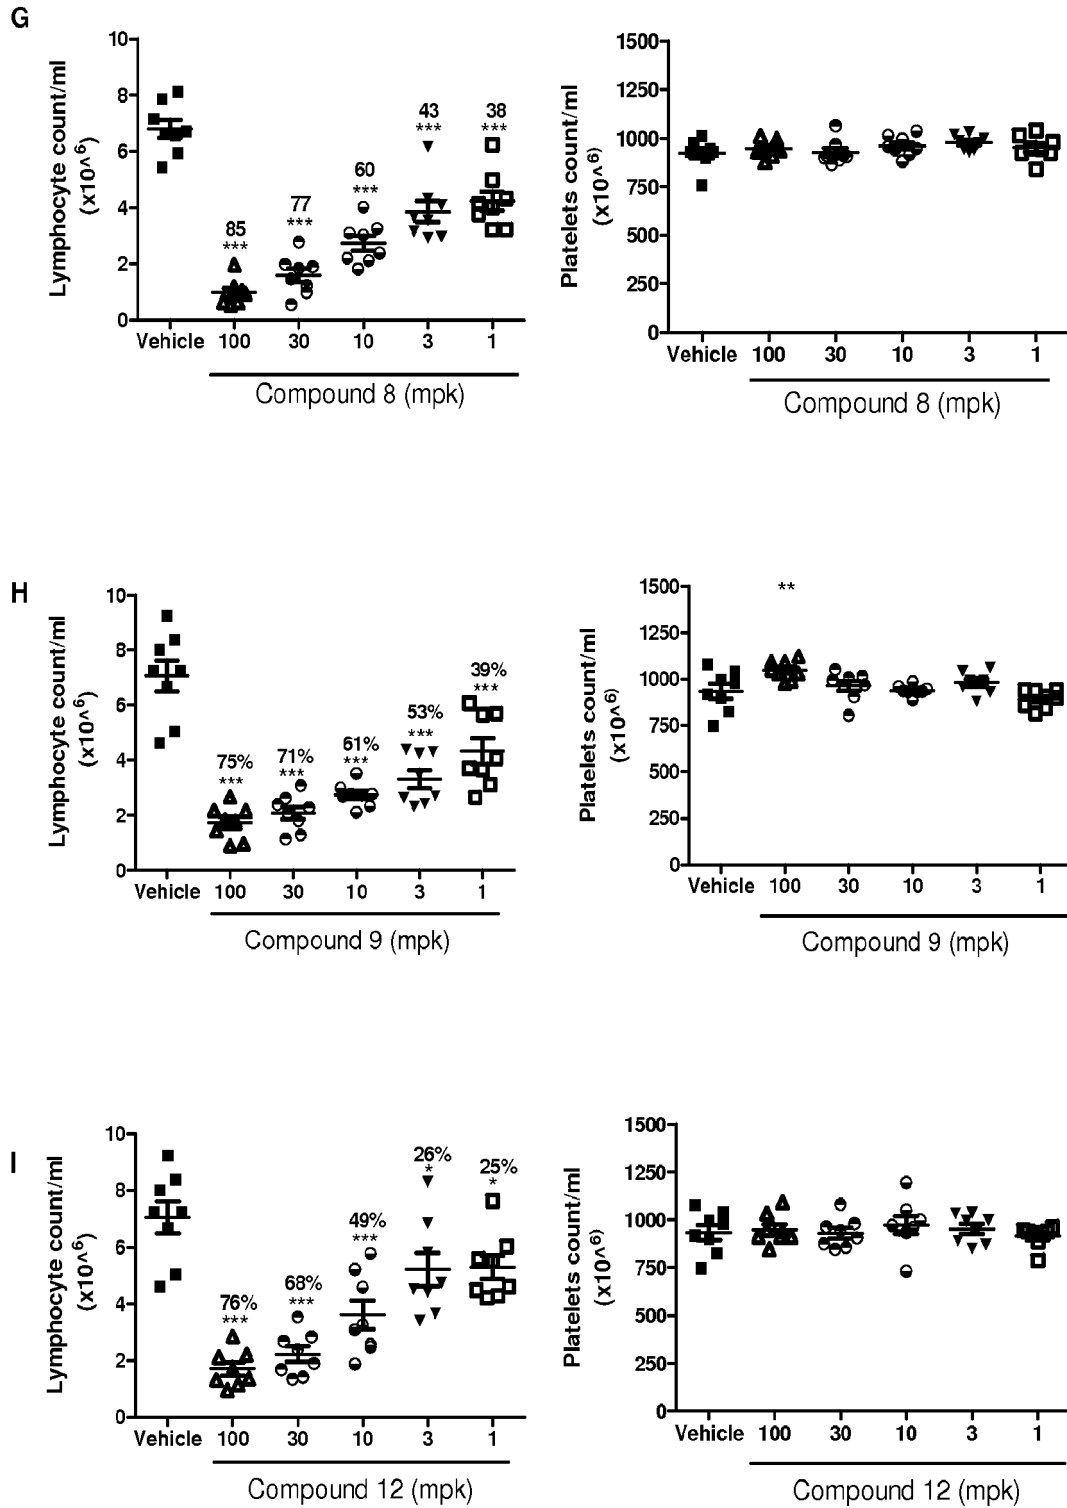 G
Lymphocyte count/ml
(x10^6)
10
8
6
4
2
0
85
***
77
***
60
***
43
***
38
***
Vehicle 100 30 10 3 1
Compound 8 (mpk)
Platelets count/ml
(x10^6)
1500
1250
1000
750
500
250
0
Vehicle 100 30 10 3 1
Compound 8 (mpk)
H
Lymphocyte count/ml
(x10^6)
10
8
6
4
2
0
75%
***
71%
***
61%
***
53%
***
39%
***
Vehicle 100 30 10 3 1
Compound 9 (mpk)
Platelets count/ml
(x10^6)
1500
1250
1000
750
500
250
0
**
Vehicle 100 30 10 3 1
Compound 9 (mpk)
I
Lymphocyte count/ml
(x10^6)
10
8
6
4
2
0
76%
***
68%
***
49%
***
26%
*
25%
*
Vehicle 100 30 10 3 1
Compound 12 (mpk)
Platelets count/ml
(x10^6)
1500
1250
1000
750
500
250
0
Vehicle 100 30 10 3 1
Compound 12 (mpk)